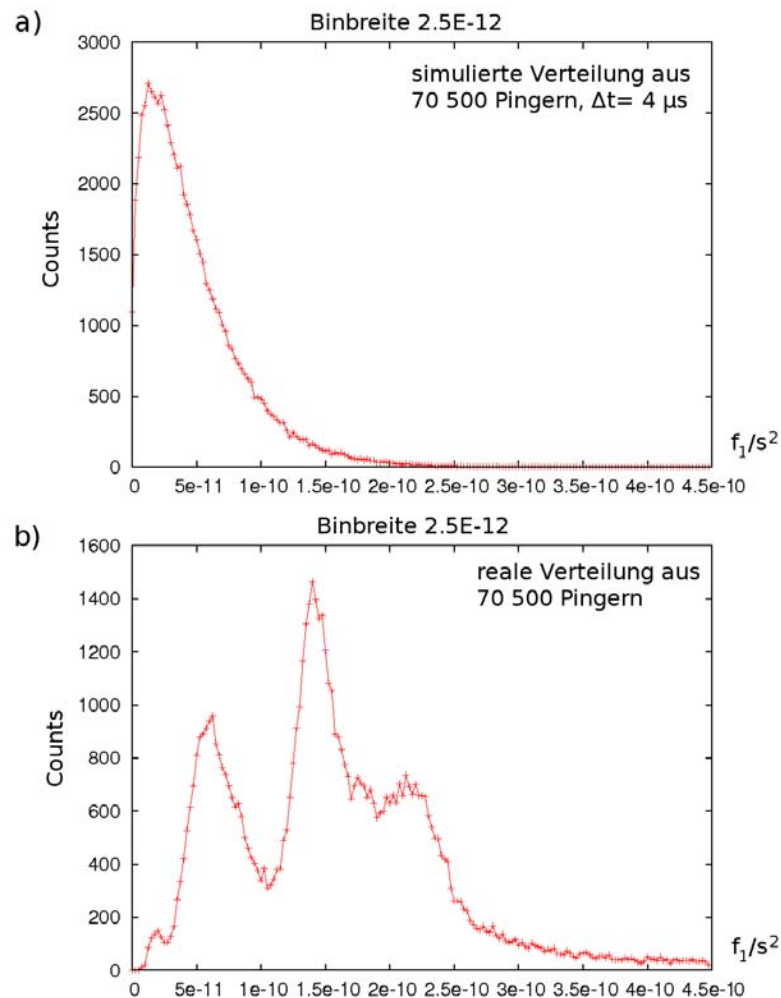 a)
Binbreite 2.5E-12
simulierte Verteilung aus
70 500 Pingern, Δt= 4 µs
Counts
3000
2500
2000
1500
1000
500
0
0 5e-11 1e-10 1.5e-10 2e-10 2.5e-10 3e-10 3.5e-10 4e-10 4.5e-10
f₁/s²
b)
Binbreite 2.5E-12
reale Verteilung aus
70 500 Pingern
Counts
1600
1400
1200
1000
800
600
400
200
0
0 5e-11 1e-10 1.5e-10 2e-10 2.5e-10 3e-10 3.5e-10 4e-10 4.5e-10
f₁/s²